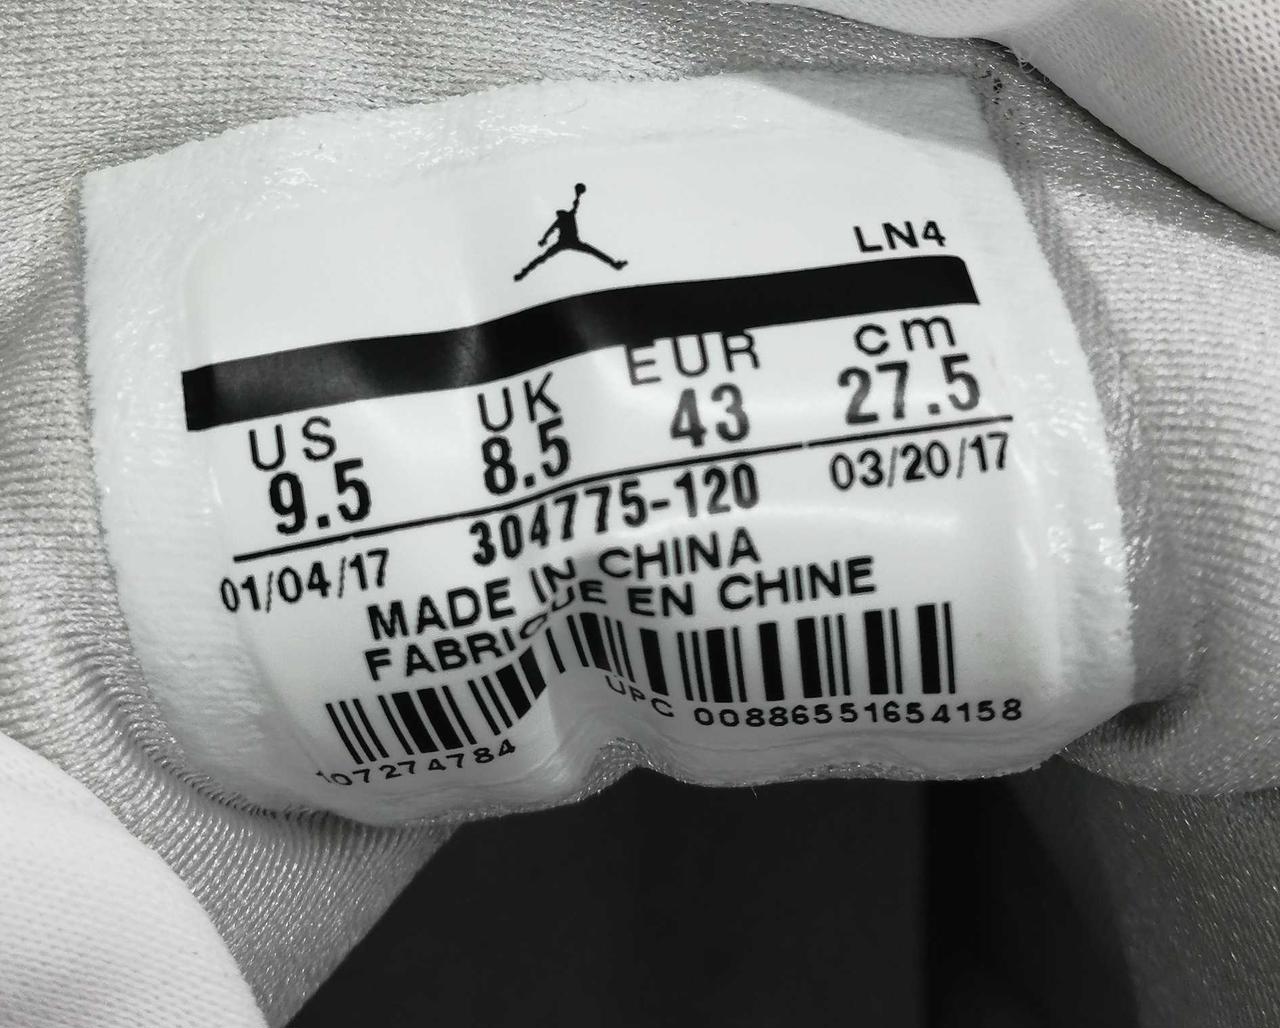 LN4
US UK EUR cm
9.5 8.5 43 27.5
01/04/17 304775-120 03/20/17
MADE IN CHINA
FABRIQUE EN CHINE
UPC 00886551654158
107274784